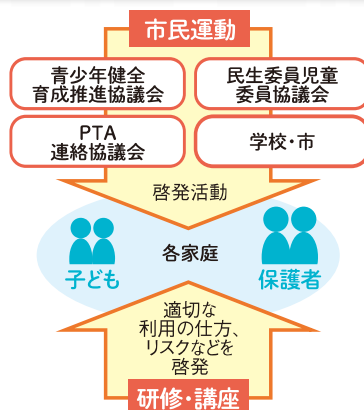 市民運動
青少年健全
育成推進協議会
民生委員児童
委員協議会
PTA
連絡協議会
学校・市
啓発活動
各家庭
子ども
保護者
適切な
利用の仕方、
リスクなどを
啓発
研修・講座